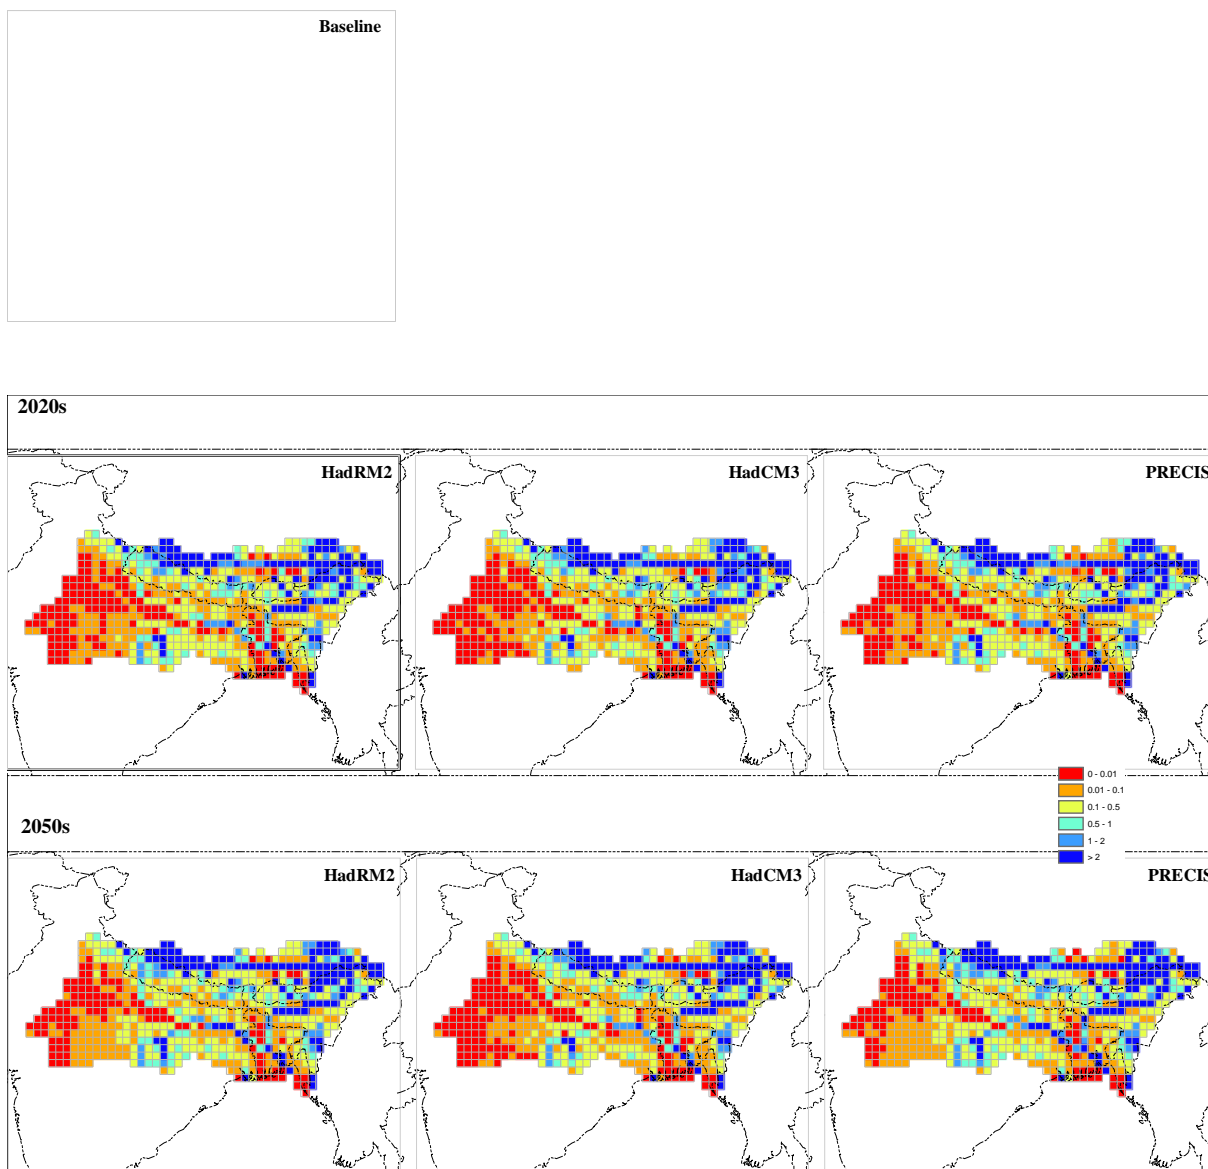 Baseline
2020s
HadRM2
HadCM3
PRECIS
0 - 0.01
0.01 - 0.1
0.1 - 0.5
0.5 - 1
1 - 2
> 2
2050s
HadRM2
HadCM3
PRECIS